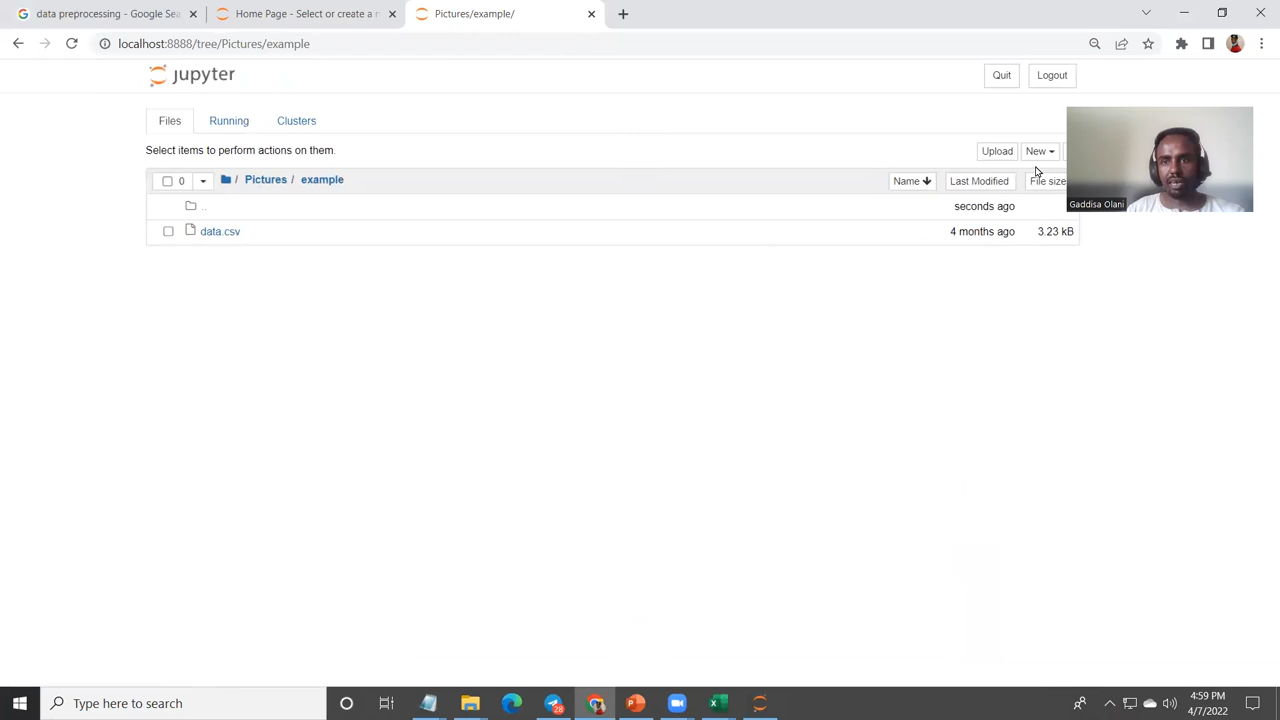 data preprocessing - Google Sea
Home Page - Select or create a n
Pictures/example/
localhost:8888/tree/Pictures/example
jupyter
Quit
Logout
Files
Running
Clusters
Select items to perform actions on them.
Upload
New
0
/ Pictures / example
Name
Last Modified
File size
..
seconds ago
data.csv
4 months ago
3.23 kB
Gaddisa Olani
Type here to search
28
4:59 PM
4/7/2022